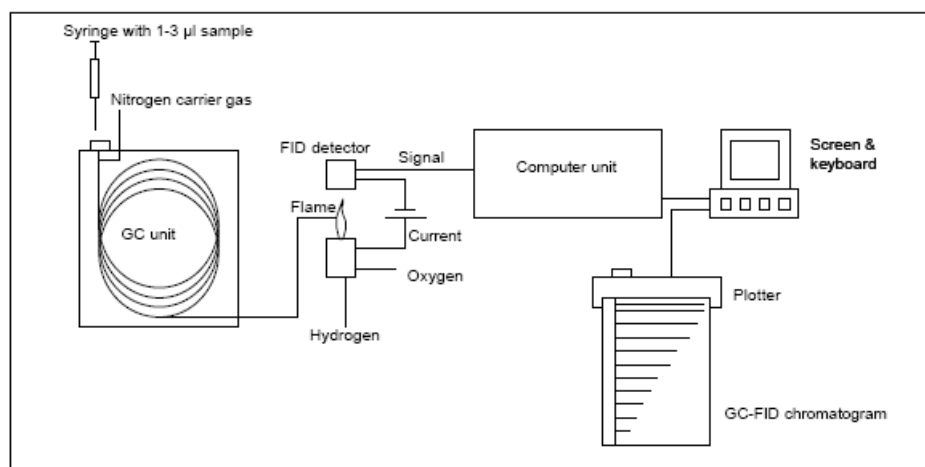 Syringe with 1-3 µl sample
Nitrogen carrier gas
GC unit
FID detector
Signal
Flame
Current
Oxygen
Hydrogen
Computer unit
Screen &
keyboard
Plotter
GC-FID chromatogram